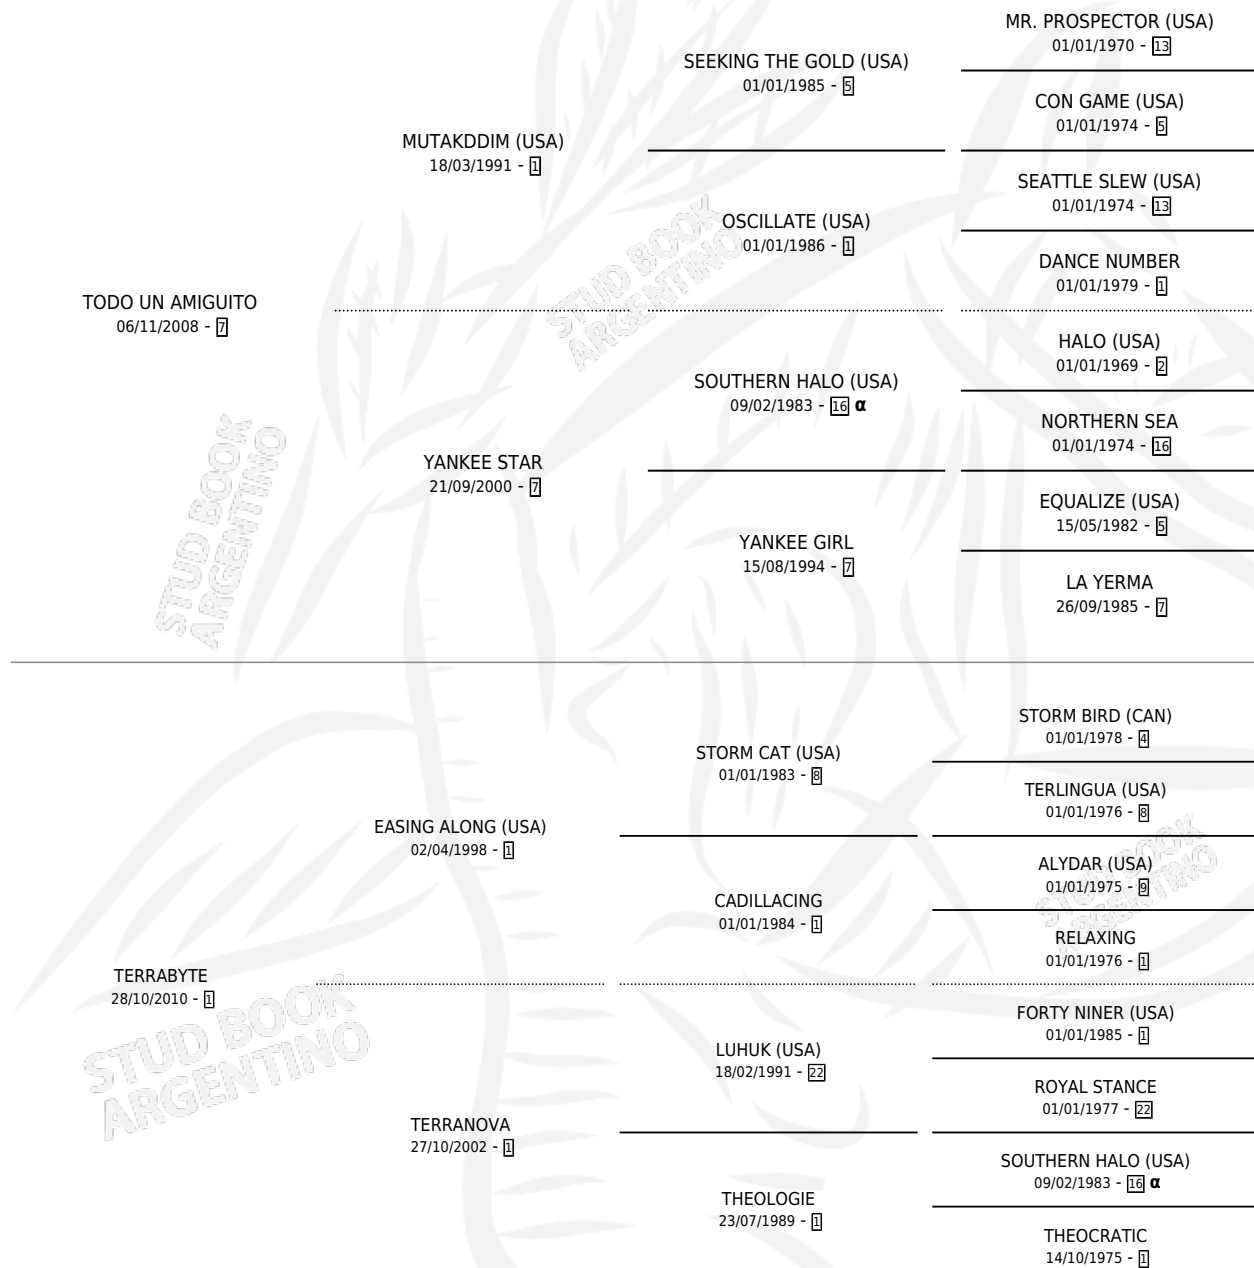 MR. PROSPECTOR (USA)
01/01/1970 - 13
SEEKING THE GOLD (USA)
01/01/1985 - 5
CON GAME (USA)
01/01/1974 - 5
MUTAKDDIM (USA)
18/03/1991 - 1
SEATTLE SLEW (USA)
01/01/1974 - 13
OSCILLATE (USA)
01/01/1986 - 1
DANCE NUMBER
01/01/1979 - 1
TODO UN AMIGUITO
06/11/2008 - 7
HALO (USA)
01/01/1969 - 2
SOUTHERN HALO (USA)
09/02/1983 - 16 α
NORTHERN SEA
01/01/1974 - 16
YANKEE STAR
21/09/2000 - 7
EQUALIZE (USA)
15/05/1982 - 5
YANKEE GIRL
15/08/1994 - 7
LA YERMA
26/09/1985 - 7
STORM BIRD (CAN)
01/01/1978 - 4
STORM CAT (USA)
01/01/1983 - 8
TERLINGUA (USA)
01/01/1976 - 8
EASING ALONG (USA)
02/04/1998 - 1
ALYDAR (USA)
01/01/1975 - 9
CADILLACING
01/01/1984 - 1
RELAXING
01/01/1976 - 1
TERRABYTE
28/10/2010 - 1
FORTY NINER (USA)
01/01/1985 - 1
LUHUK (USA)
18/02/1991 - 22
ROYAL STANCE
01/01/1977 - 22
TERRANOVA
27/10/2002 - 1
SOUTHERN HALO (USA)
09/02/1983 - 16 α
THEOLOGIE
23/07/1989 - 1
THEOCRATIC
14/10/1975 - 1
STUD BOOK
ARGENTINO
STUD BOOK
ARGENTINO
STUD BOOK
ARGENTINO
STUD BOOK
ARGENTINO